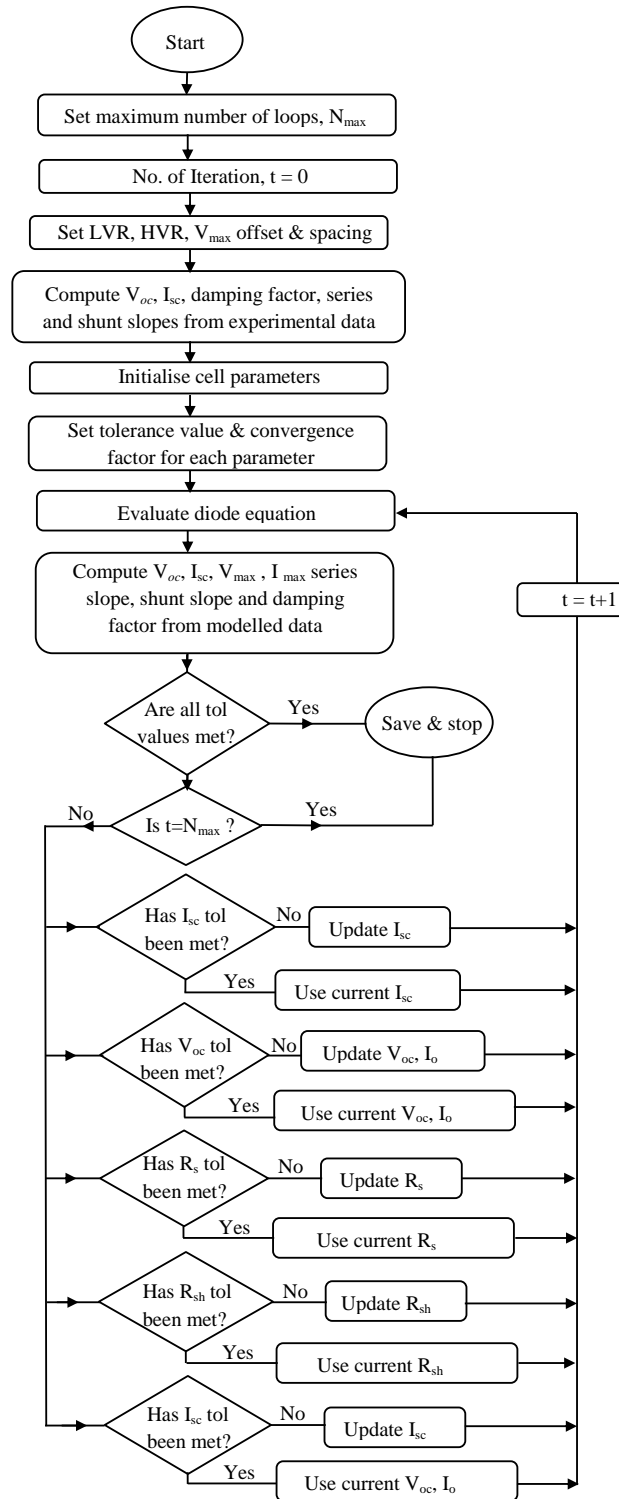 Start
Set maximum number of loops, Nmax
No. of Iteration, t = 0
Set LVR, HVR, Vmax offset & spacing
Compute Voc, Isc, damping factor, series
and shunt slopes from experimental data
Initialise cell parameters
Set tolerance value & convergence
factor for each parameter
Evaluate diode equation
Compute Voc, Isc, Vmax , I max series
slope, shunt slope and damping
factor from modelled data
t = t+1
Are all tol
values met?
Yes
Save & stop
No
Is t=Nmax ?
Yes
Has Isc tol
been met?
No
Update Isc
Yes
Use current Isc
Has Voc tol
been met?
No
Update Voc, Io
Yes
Use current Voc, Io
Has Rs tol
been met?
No
Update Rs
Yes
Use current Rs
Has Rsh tol
been met?
No
Update Rsh
Yes
Use current Rsh
Has Isc tol
been met?
No
Update Isc
Yes
Use current Voc, Io